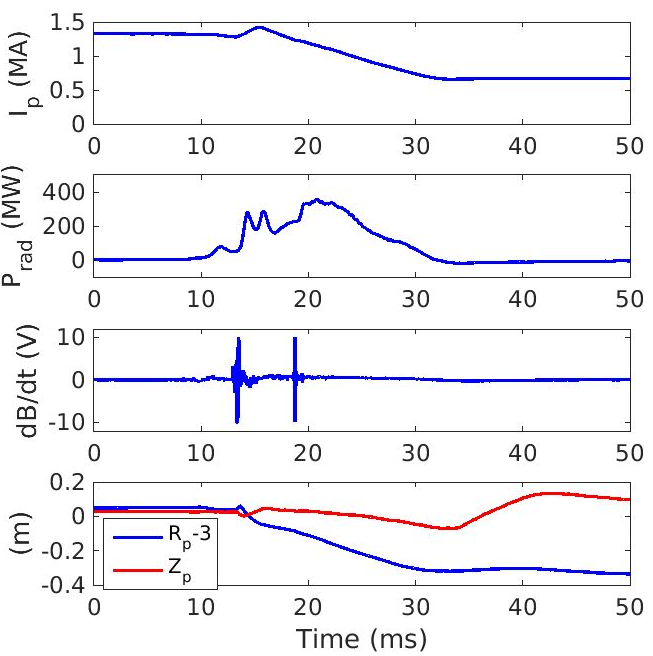 I_p (MA)
1.5
1
0.5
0
0 10 20 30 40 50
P_rad (MW)
400
200
0
0 10 20 30 40 50
dB/dt (V)
10
0
-10
0 10 20 30 40 50
(m)
0.2
0
-0.2
-0.4
R_p-3
Z_p
0 10 20 30 40 50
Time (ms)